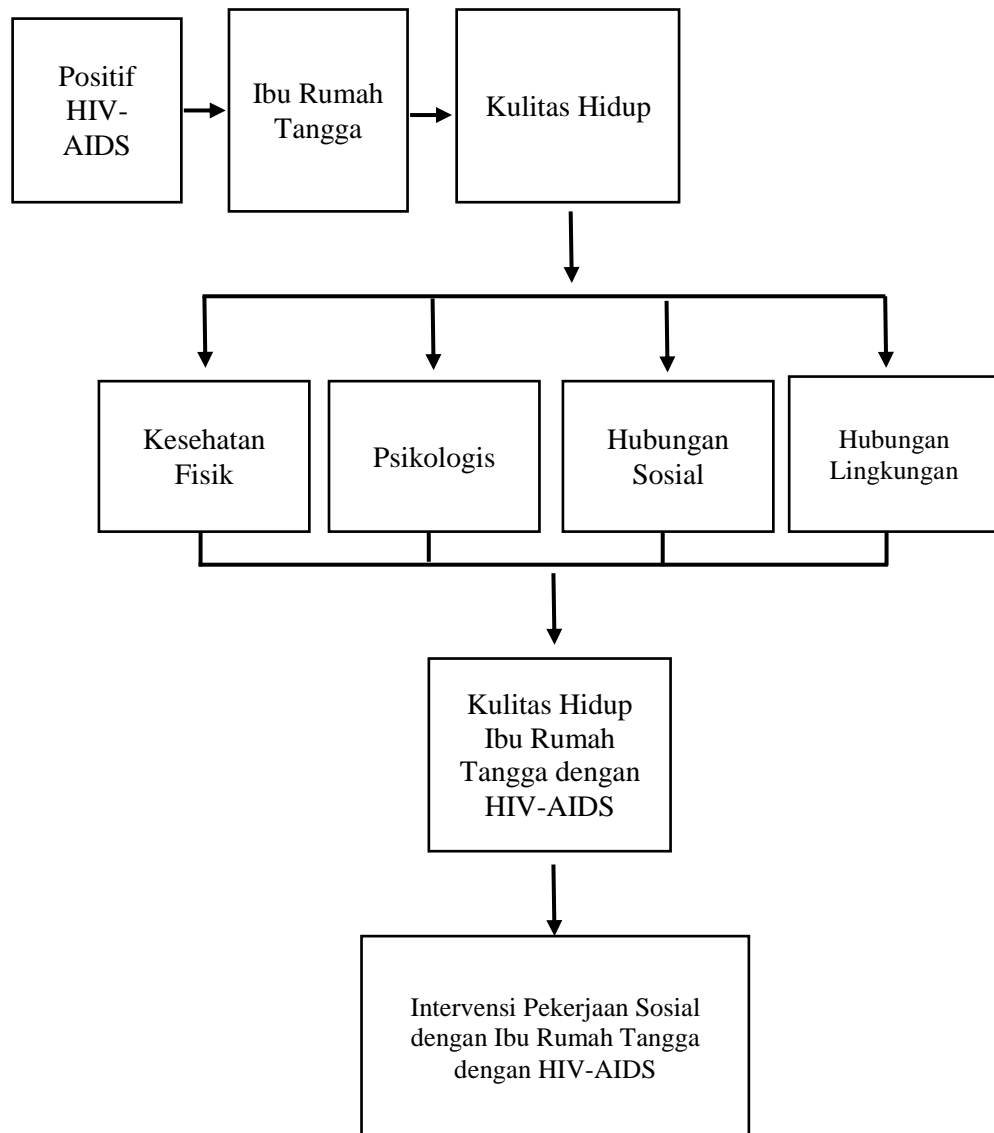 Positif
HIV-
AIDS
Ibu Rumah
Tangga
Kulitas Hidup
Kesehatan
Fisik
Psikologis
Hubungan
Sosial
Hubungan
Lingkungan
Kulitas Hidup
Ibu Rumah
Tangga dengan
HIV-AIDS
Intervensi Pekerjaan Sosial
dengan Ibu Rumah Tangga
dengan HIV-AIDS